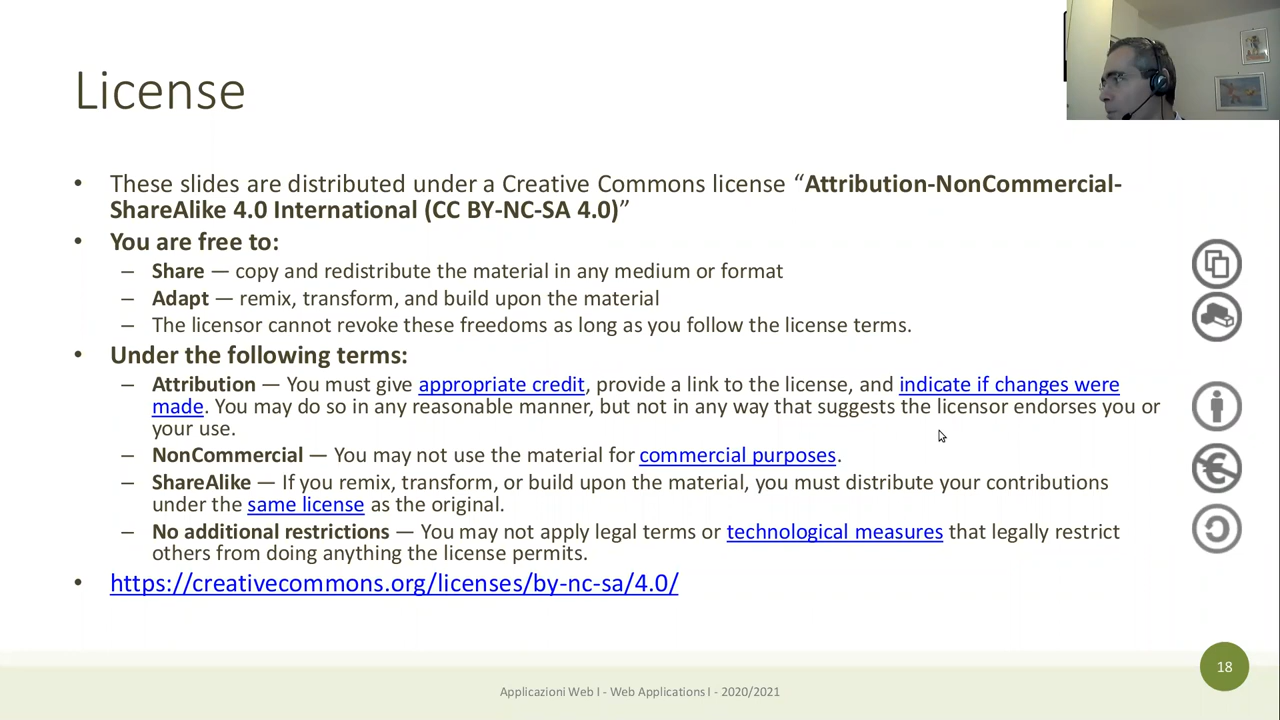 License
• These slides are distributed under a Creative Commons license “Attribution-NonCommercial-
ShareAlike 4.0 International (CC BY-NC-SA 4.0)”
• You are free to:
– Share — copy and redistribute the material in any medium or format
– Adapt — remix, transform, and build upon the material
– The licensor cannot revoke these freedoms as long as you follow the license terms.
• Under the following terms:
– Attribution — You must give appropriate credit, provide a link to the license, and indicate if changes were
made. You may do so in any reasonable manner, but not in any way that suggests the licensor endorses you or
your use.
– NonCommercial — You may not use the material for commercial purposes.
– ShareAlike — If you remix, transform, or build upon the material, you must distribute your contributions
under the same license as the original.
– No additional restrictions — You may not apply legal terms or technological measures that legally restrict
others from doing anything the license permits.
• https://creativecommons.org/licenses/by-nc-sa/4.0/
18
Applicazioni Web I - Web Applications I - 2020/2021